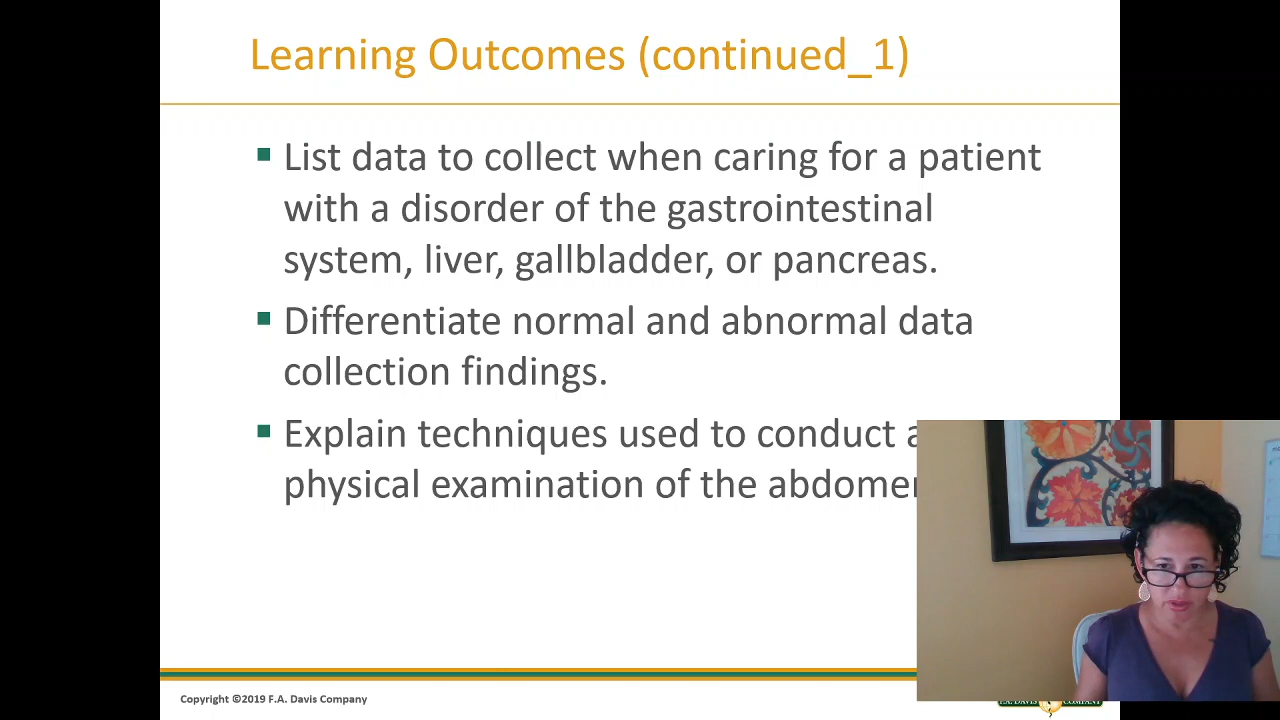 Learning Outcomes (continued_1)
List data to collect when caring for a patient
with a disorder of the gastrointestinal
system, liver, gallbladder, or pancreas.
Differentiate normal and abnormal data
collection findings.
Explain techniques used to conduct a
physical examination of the
Copyright ©2019 F.A. Davis Company